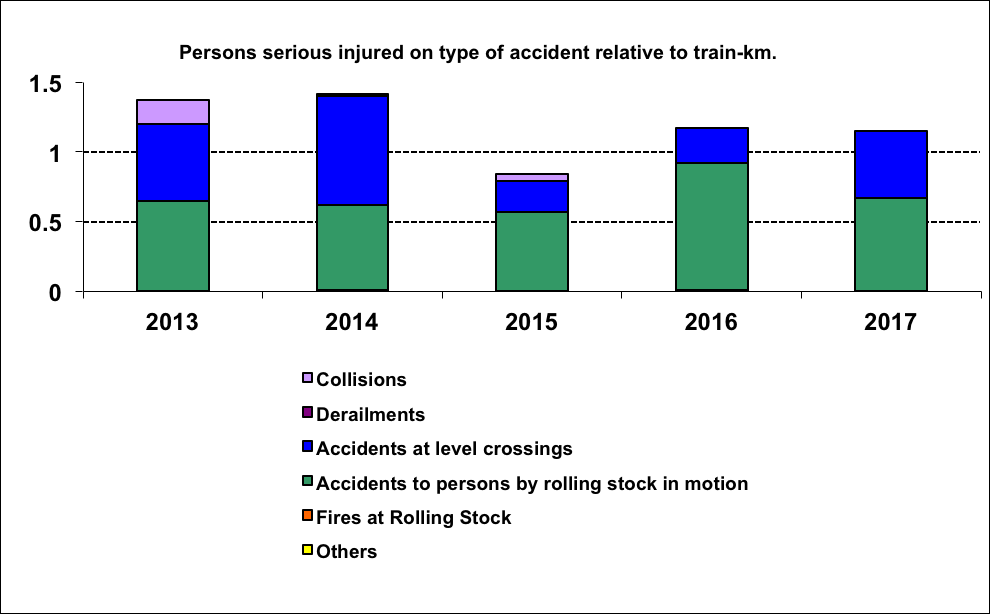 Persons serious injured on type of accident relative to train-km.
1.5
1
0.5
0
2013 2014 2015 2016 2017
Collisions
Derailments
Accidents at level crossings
Accidents to persons by rolling stock in motion
Fires at Rolling Stock
Others